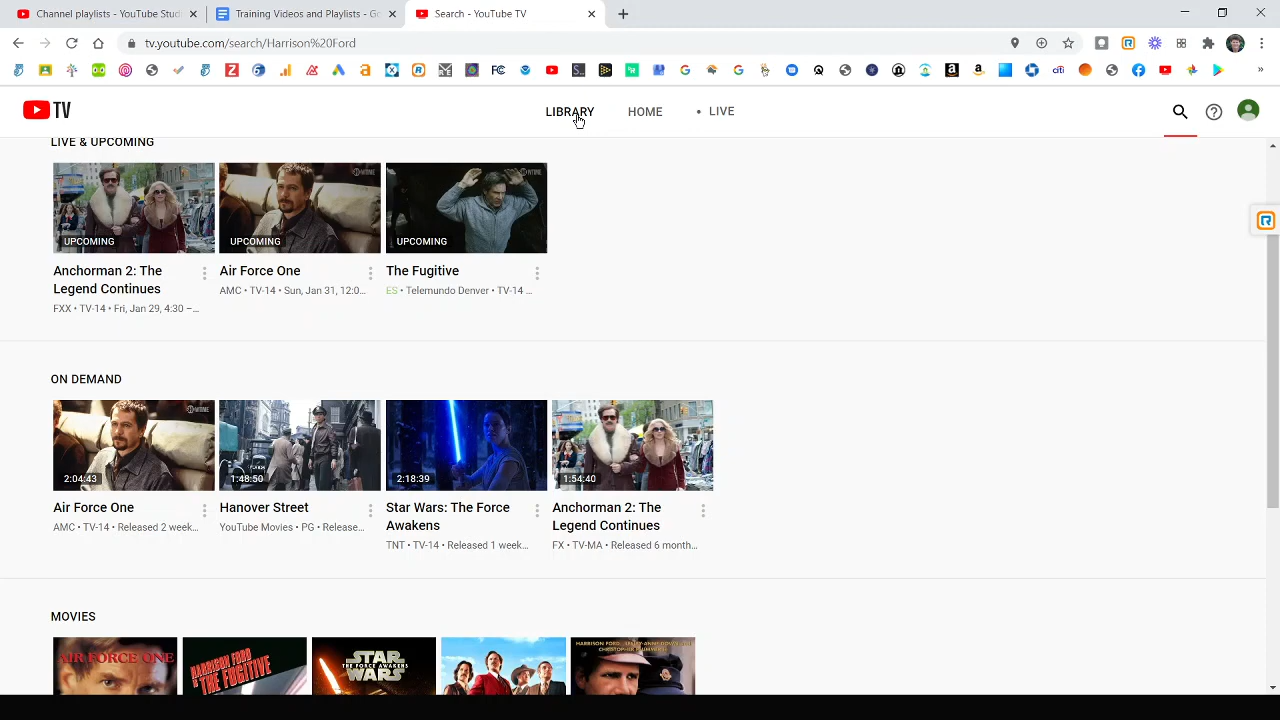 Channel playlists - YouTube Stud
Training Videos and Playlists - Go
Search - YouTube TV
tv.youtube.com/search/Harrison%20Ford
TV
LIBRARY
HOME
• LIVE
LIVE & UPCOMING
UPCOMING
UPCOMING
UPCOMING
Anchorman 2: The
Legend Continues
FXX • TV-14 • Fri, Jan 29, 4:30 –...
Air Force One
AMC • TV-14 • Sun, Jan 31, 12:0...
The Fugitive
ES • Telemundo Denver • TV-14 ...
ON DEMAND
2:04:43
1:48:50
2:18:39
1:54:40
Air Force One
AMC • TV-14 • Released 2 week...
Hanover Street
YouTube Movies • PG • Release...
Star Wars: The Force
Awakens
TNT • TV-14 • Released 1 week...
Anchorman 2: The
Legend Continues
FX • TV-MA • Released 6 month...
MOVIES
AIR FORCE ONE
HARRISON FORD
IS THE FUGITIVE
STAR
THE FORCE AWAKENS
WARS